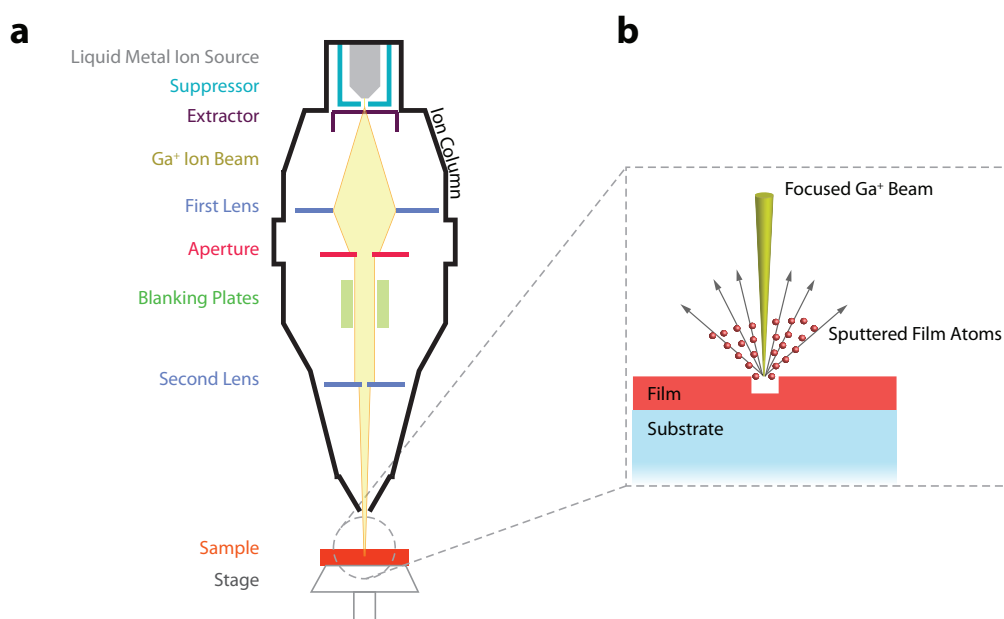 a
Liquid Metal Ion Source
Suppressor
Extractor
Ga⁺ Ion Beam
First Lens
Aperture
Blanking Plates
Second Lens
Sample
Stage
Ion Column
b
Focused Ga⁺ Beam
Sputtered Film Atoms
Film
Substrate